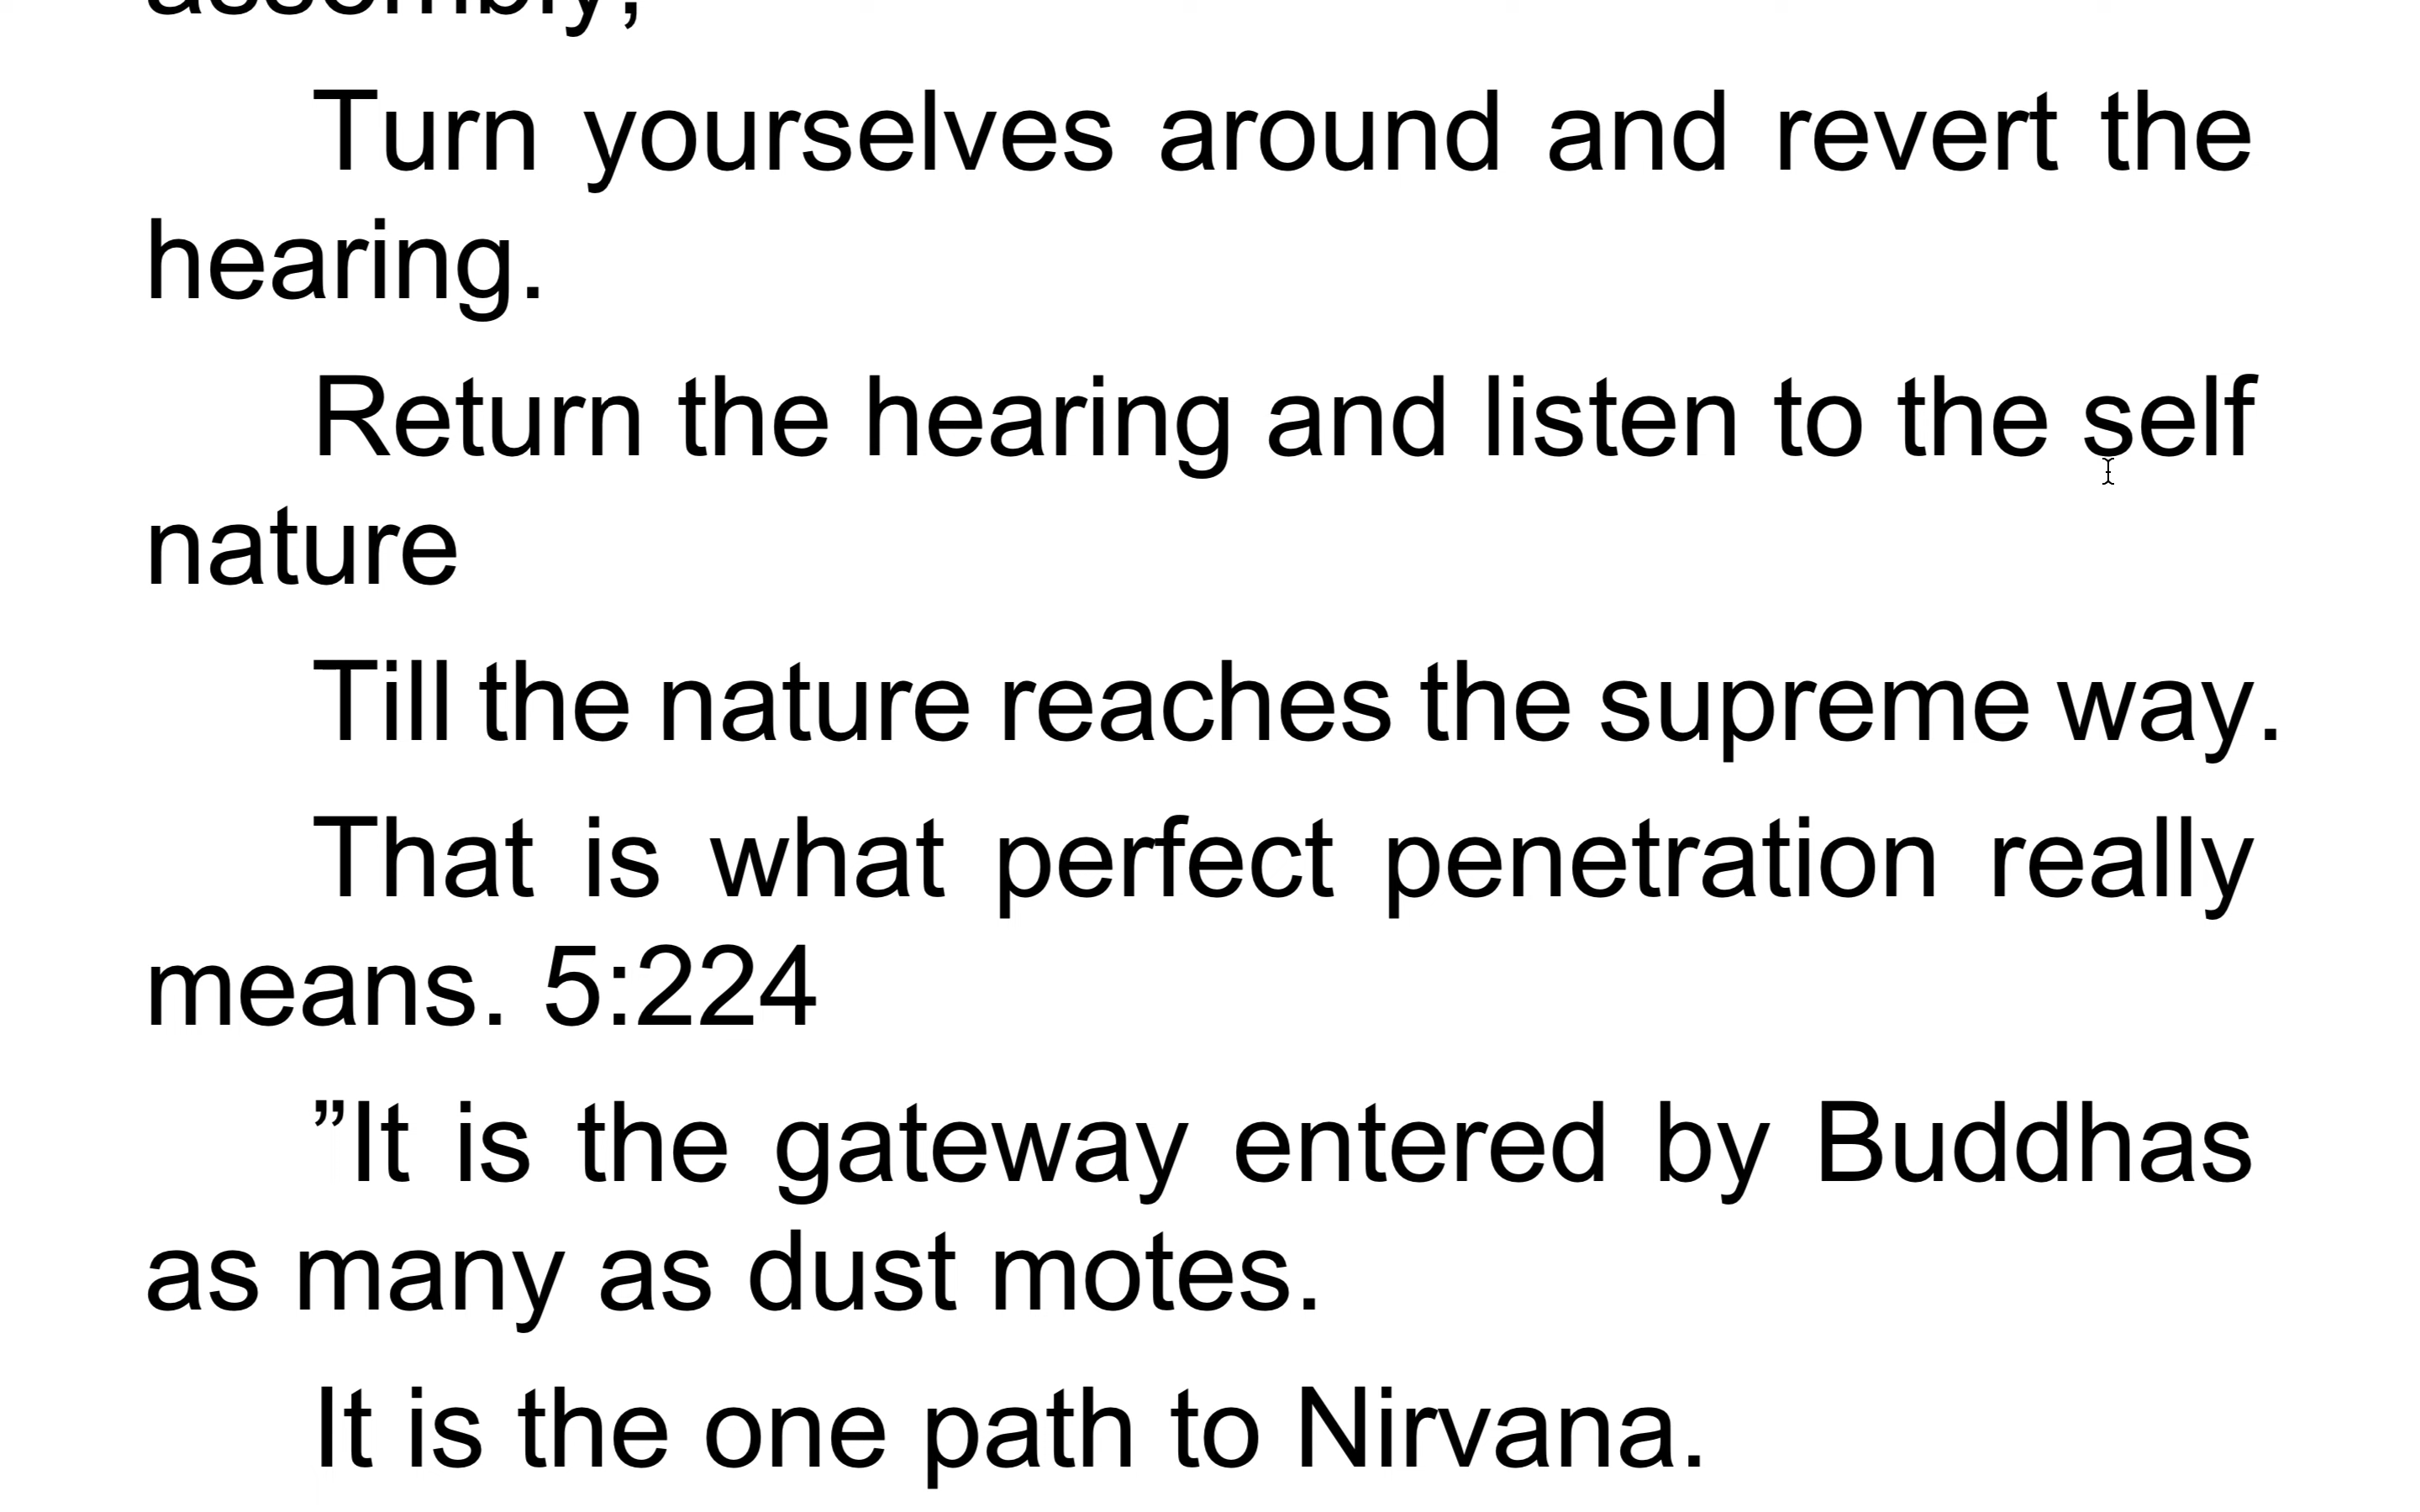 assembly;
Turn yourselves around and revert the
hearing.
Return the hearing and listen to the self
nature
Till the nature reaches the supreme way.
That is what perfect penetration really
means. 5:224
”It is the gateway entered by Buddhas
as many as dust motes.
It is the one path to Nirvana.